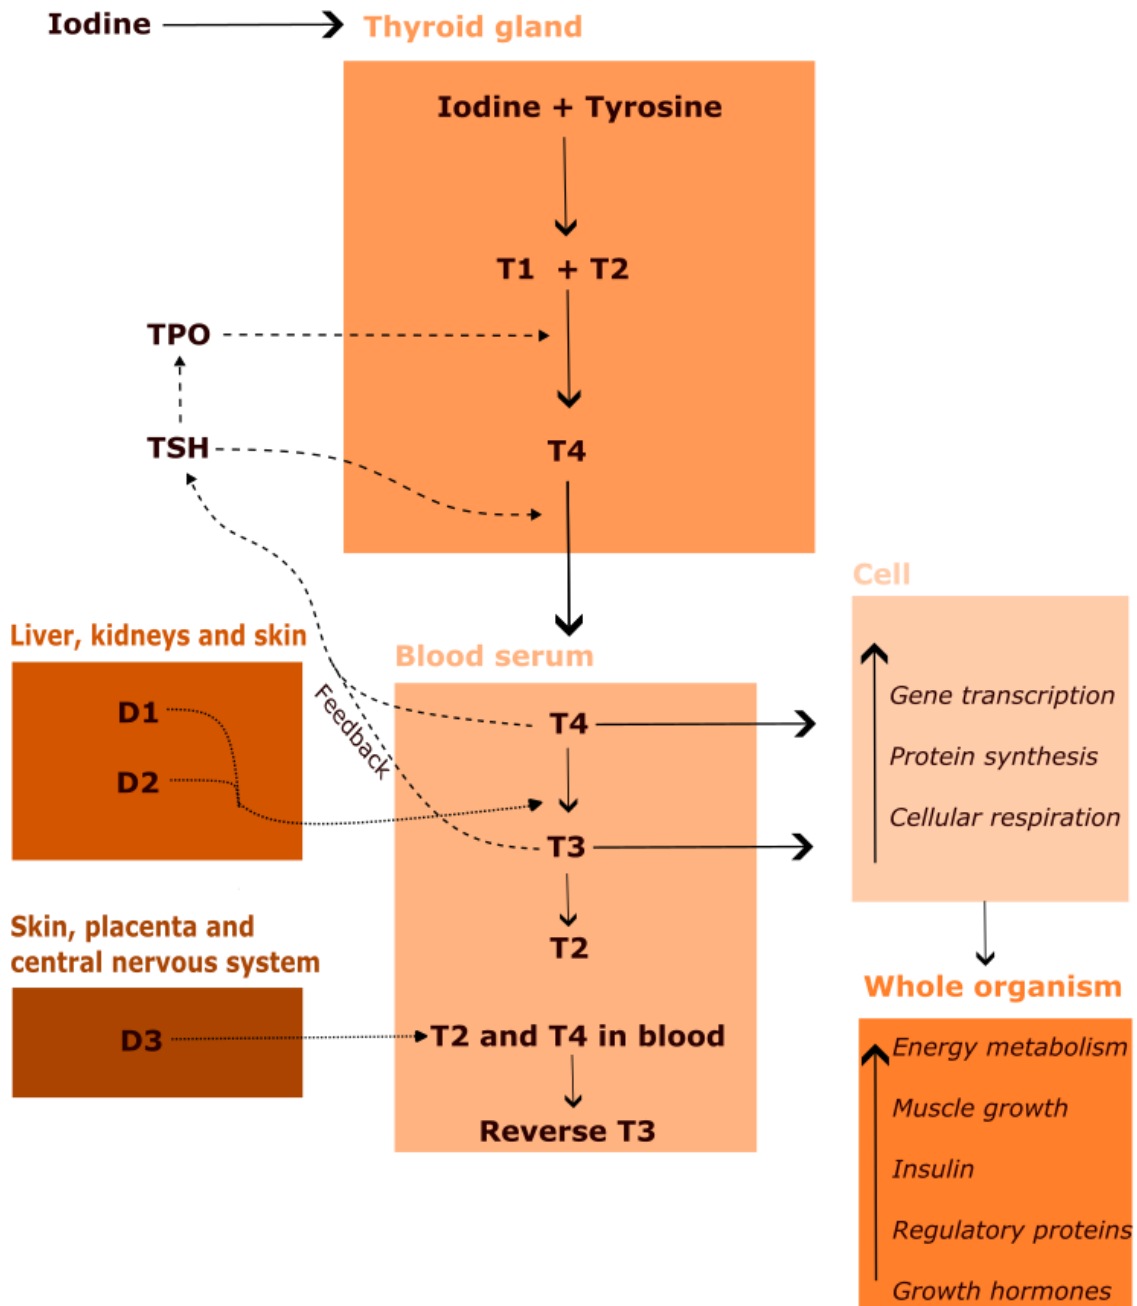 Iodine
Thyroid gland
Iodine + Tyrosine
T1 + T2
TPO
TSH
T4
Cell
Liver, kidneys and skin
Blood serum
D1
D2
Feedback
T4
T3
T2
Gene transcription
Protein synthesis
Cellular respiration
Skin, placenta and
central nervous system
D3
T2 and T4 in blood
Reverse T3
Whole organism
Energy metabolism
Muscle growth
Insulin
Regulatory proteins
Growth hormones